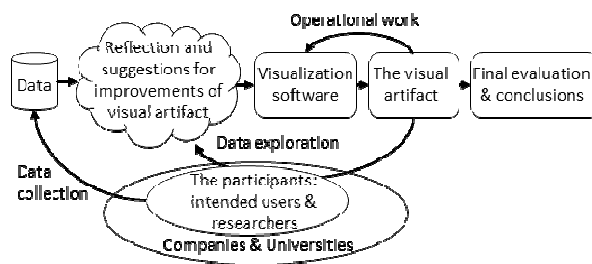 Operational work
Data
Reflection and
suggestions for
improvements of
visual artifact
Visualization
software
The visual
artifact
Final evaluation
& conclusions
Data exploration
Data
collection
The participants:
intended users &
researchers
Companies & Universities